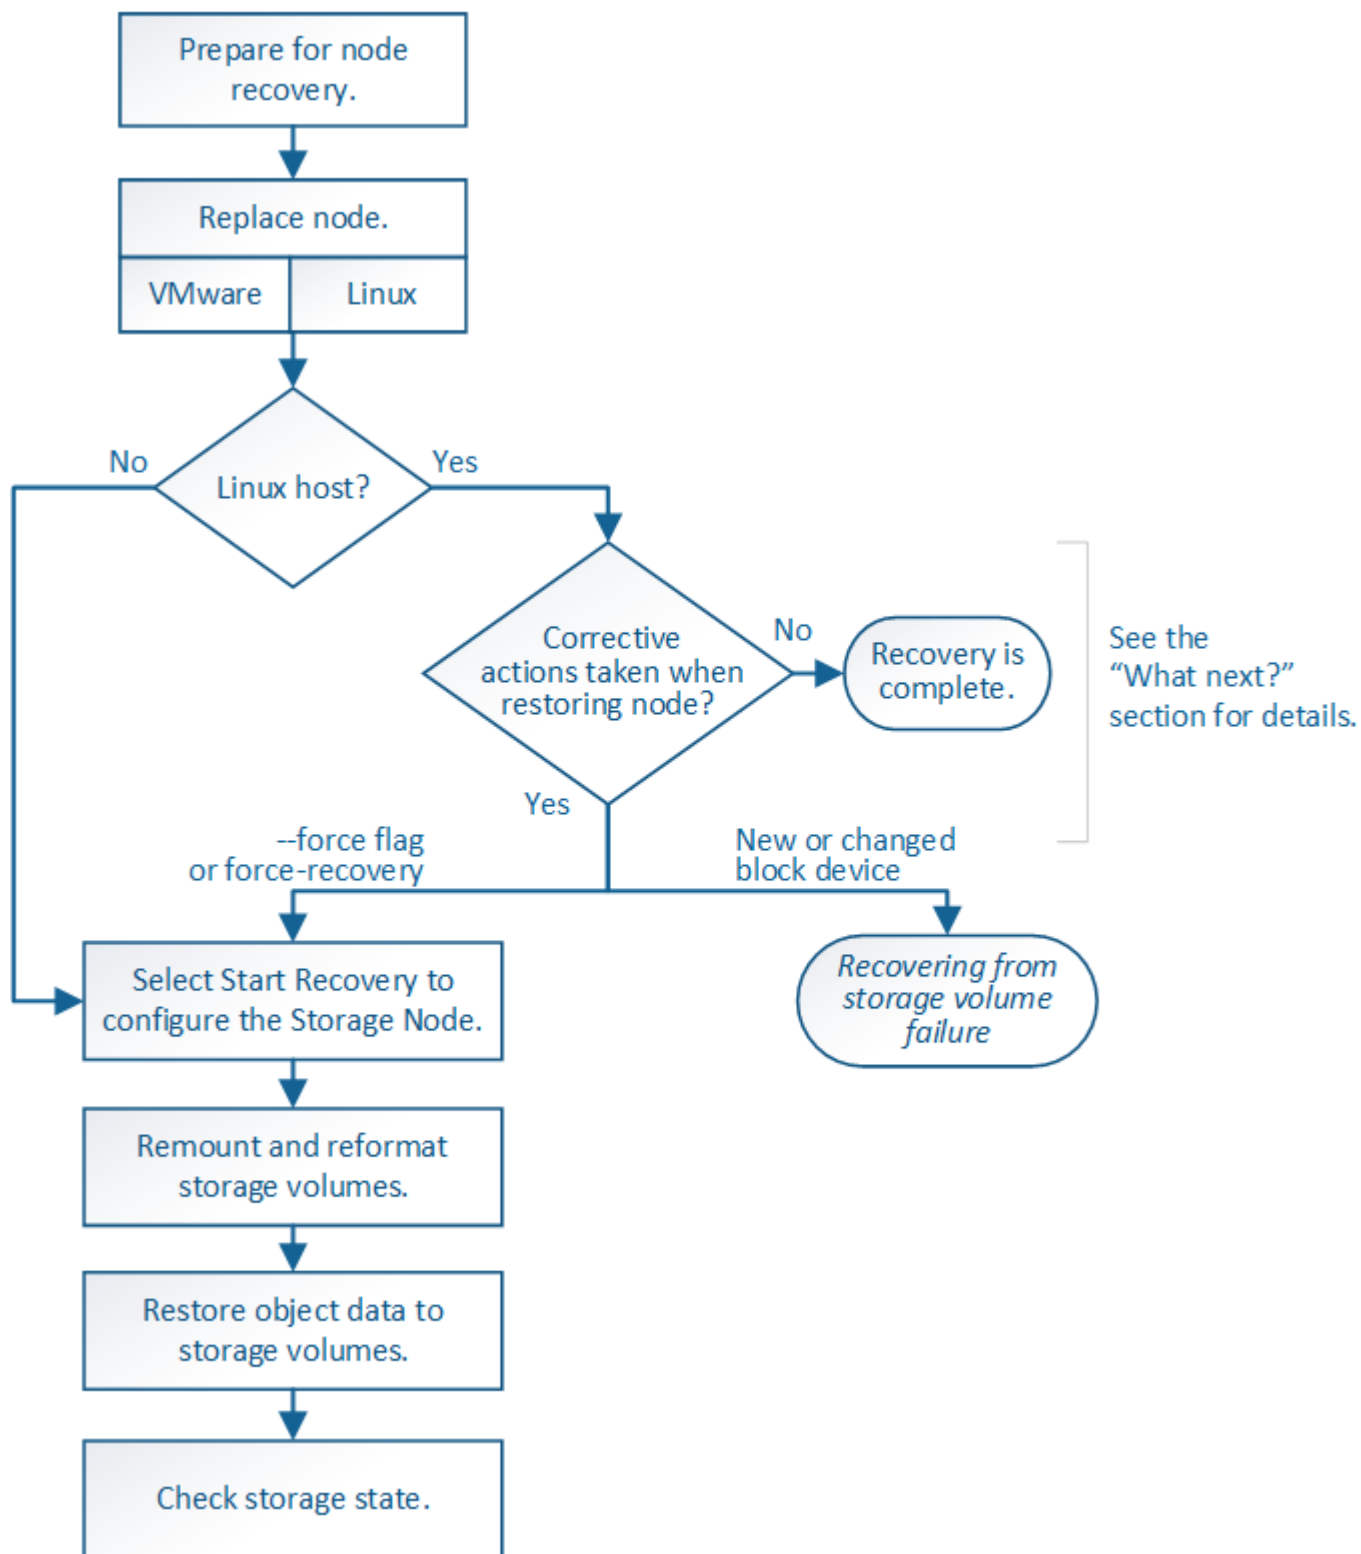 Prepare for node
recovery.
Replace node.
VMware
Linux
Linux host?
No
Yes
Corrective
actions taken when
restoring node?
No
Recovery is
complete.
See the
“What next?”
section for details.
Yes
--force flag
or force-recovery
New or changed
block device
Select Start Recovery to
configure the Storage Node.
Recovering from
storage volume
failure
Remount and reformat
storage volumes.
Restore object data to
storage volumes.
Check storage state.